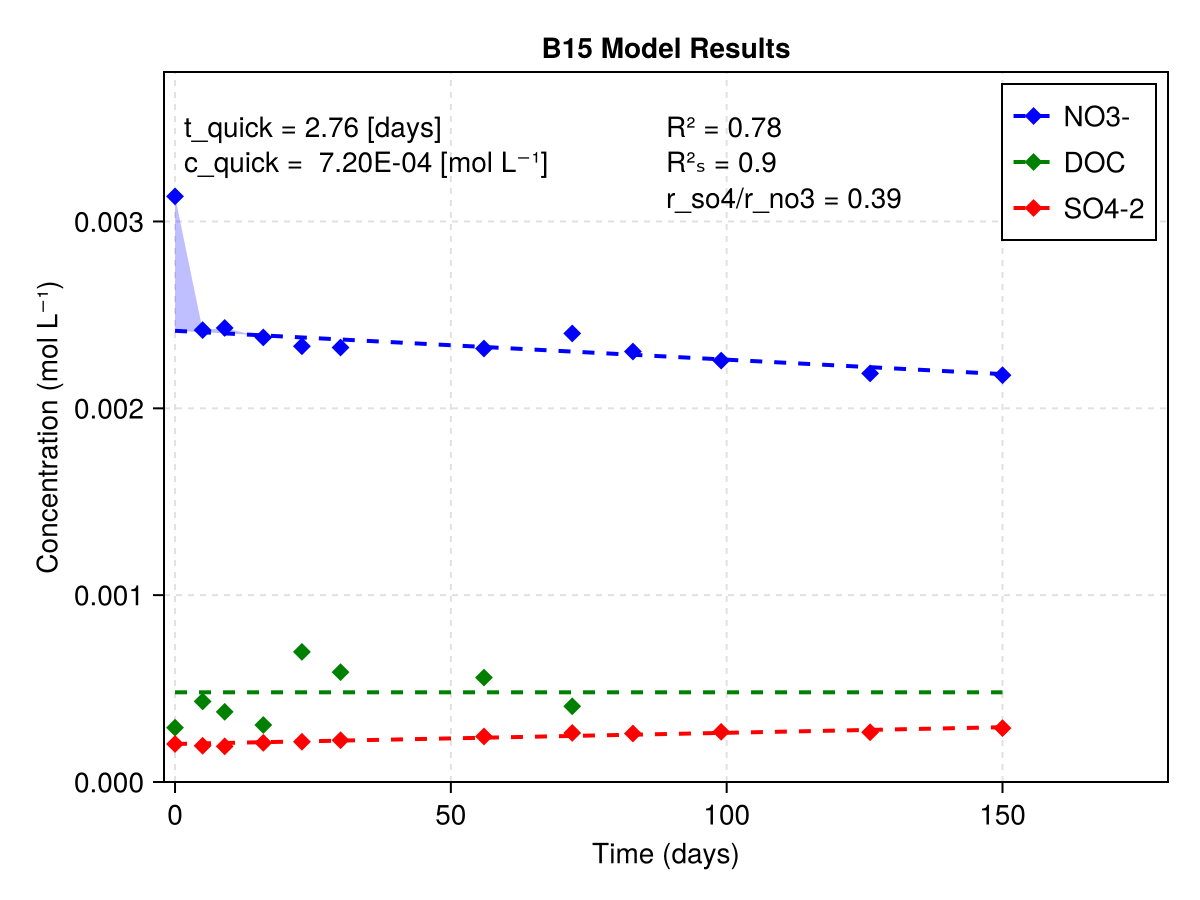 B15 Model Results
t_quick = 2.76 [days]
c_quick =  7.20E-04 [mol L⁻¹]
R² = 0.78
R²ₛ = 0.9
r_so4/r_no3 = 0.39
NO3-
DOC
SO4-2
Concentration (mol L⁻¹)
0.003
0.002
0.001
0.000
0
50
100
150
Time (days)